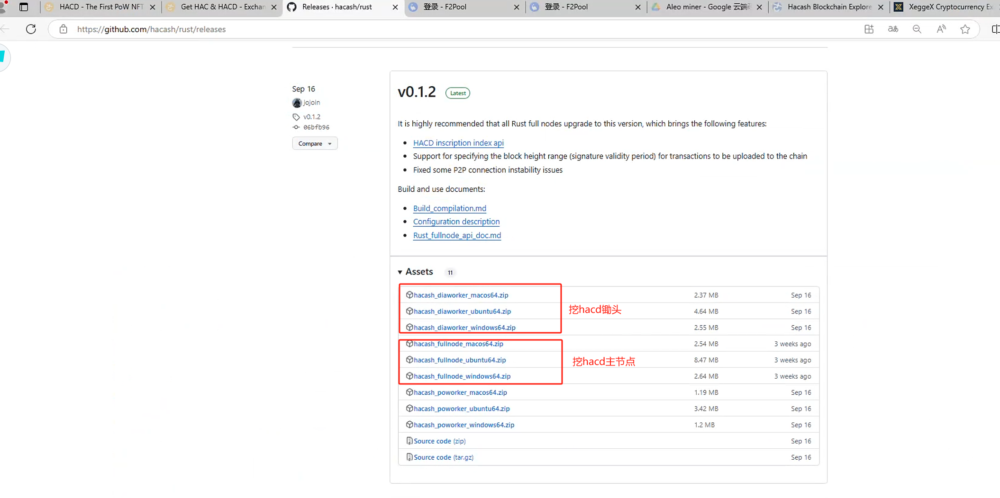 HACD - The First PoW NFT
Get HAC & HACD - Exchan
Releases · hacash/rust
登录 - F2Pool
登录 - F2Pool
Aleo miner - Google 云端硬
Hacash Blockchain Explore
XeggeX Cryptocurrency Ex
https://github.com/hacash/rust/releases
Sep 16
jojoin
v0.1.2
06bfb96
Compare
v0.1.2 Latest
It is highly recommended that all Rust full nodes upgrade to this version, which brings the following features:
HACD inscription index api
Support for specifying the block height range (signature validity period) for transactions to be uploaded to the chain
Fixed some P2P connection instability issues
Build and use documents:
Build_compilation.md
Configuration description
Rust_fullnode_api_doc.md
Assets 11
hacash_diaworker_macos64.zip 2.37 MB Sep 16
挖hacd锄头
hacash_diaworker_ubuntu64.zip 4.64 MB Sep 16
hacash_diaworker_windows64.zip 2.55 MB Sep 16
hacash_fullnode_macos64.zip 2.54 MB 3 weeks ago
挖hacd主节点
hacash_fullnode_ubuntu64.zip 8.47 MB 3 weeks ago
hacash_fullnode_windows64.zip 2.64 MB 3 weeks ago
hacash_poworker_macos64.zip 1.19 MB Sep 16
hacash_poworker_ubuntu64.zip 3.42 MB Sep 16
hacash_poworker_windows64.zip 1.2 MB Sep 16
Source code (zip) Sep 16
Source code (tar.gz) Sep 16